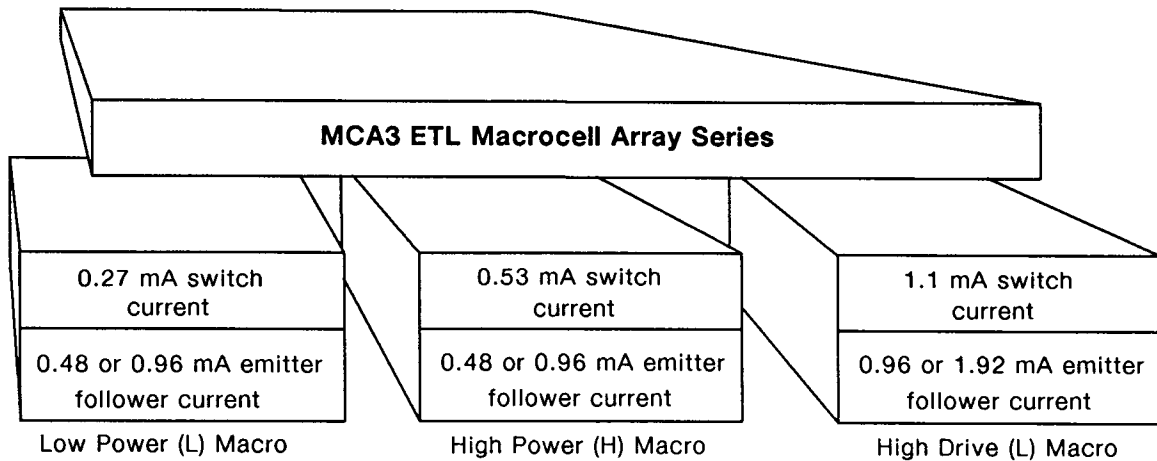 MCA3 ETL Macrocell Array Series
0.27 mA switch
current
0.48 or 0.96 mA emitter
follower current
Low Power (L) Macro
0.53 mA switch
current
0.48 or 0.96 mA emitter
follower current
High Power (H) Macro
1.1 mA switch
current
0.96 or 1.92 mA emitter
follower current
High Drive (L) Macro